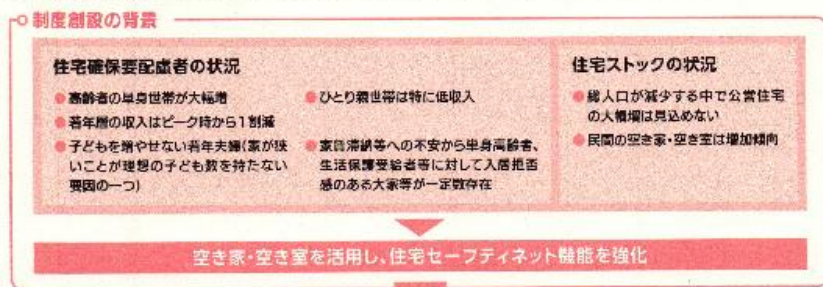 制度創設の背景
住宅確保要配慮者の状況
●高齢者の単身世帯が大幅増
●若年層の収入はピーク時から1割減
●子どもを増やせない若年夫婦(家が狭
いことが理想の子ども数を持たない
要因の一つ)
●ひとり親世帯は特に低収入
●家賃滞納等への不安から単身高齢者、
生活保護受給者等に対して入居拒否
感のある大家等が一定数存在
住宅ストックの状況
●総人口が減少する中で公営住宅
の大幅増は見込めない
●民間の空き家・空き室は増加傾向
空き家・空き室を活用し、住宅セーフティネット機能を強化